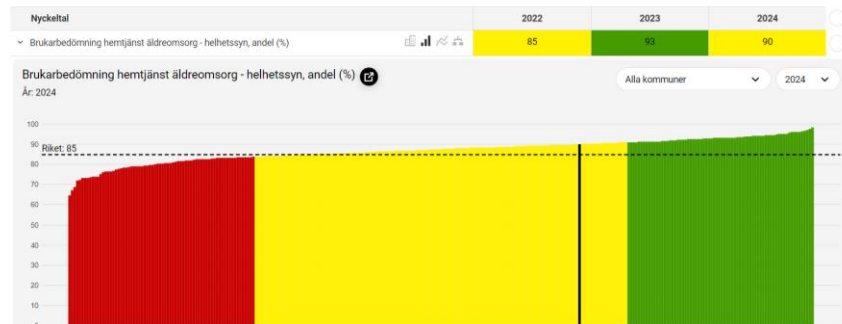 Nyckeltal 2022 2023 2024
Brukarbedömning hemtjänst äldreomsorg - helhetssyn, andel (%) 85 93 90
Brukarbedömning hemtjänst äldreomsorg - helhetssyn, andel (%)
År: 2024
Alla kommuner 2024
100
90
Riket: 85
80
70
60
50
40
30
20
10
0